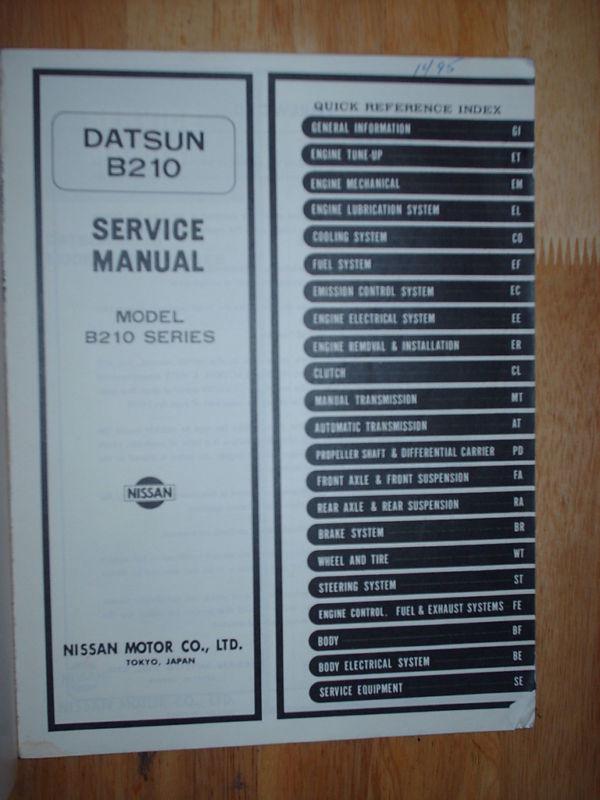 14/95
DATSUN
B210
SERVICE
MANUAL
MODEL
B210 SERIES
NISSAN
NISSAN MOTOR CO., LTD.
TOKYO, JAPAN
QUICK REFERENCE INDEX
GENERAL INFORMATION GI
ENGINE TUNE-UP ET
ENGINE MECHANICAL EM
ENGINE LUBRICATION SYSTEM EL
COOLING SYSTEM CO
FUEL SYSTEM EF
EMISSION CONTROL SYSTEM EC
ENGINE ELECTRICAL SYSTEM EE
ENGINE REMOVAL & INSTALLATION ER
CLUTCH CL
MANUAL TRANSMISSION MT
AUTOMATIC TRANSMISSION AT
PROPELLER SHAFT & DIFFERENTIAL CARRIER PD
FRONT AXLE & FRONT SUSPENSION FA
REAR AXLE & REAR SUSPENSION RA
BRAKE SYSTEM BR
WHEEL AND TIRE WT
STEERING SYSTEM ST
ENGINE CONTROL. FUEL & EXHAUST SYSTEMS FE
BODY BF
BODY ELECTRICAL SYSTEM BE
SERVICE EQUIPMENT SE